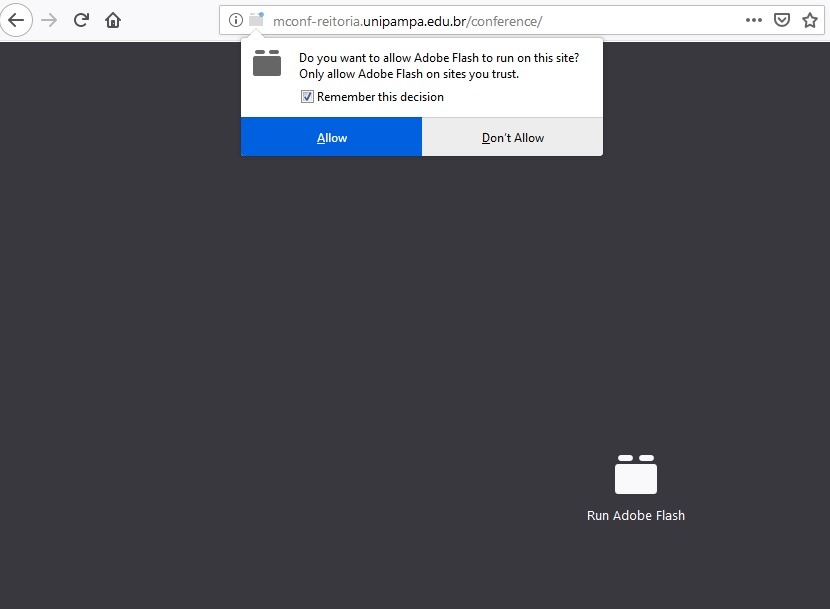 mconf-reitoria.unipampa.edu.br/conference/
Do you want to allow Adobe Flash to run on this site?
Only allow Adobe Flash on sites you trust.
Remember this decision
Allow
Don't Allow
Run Adobe Flash